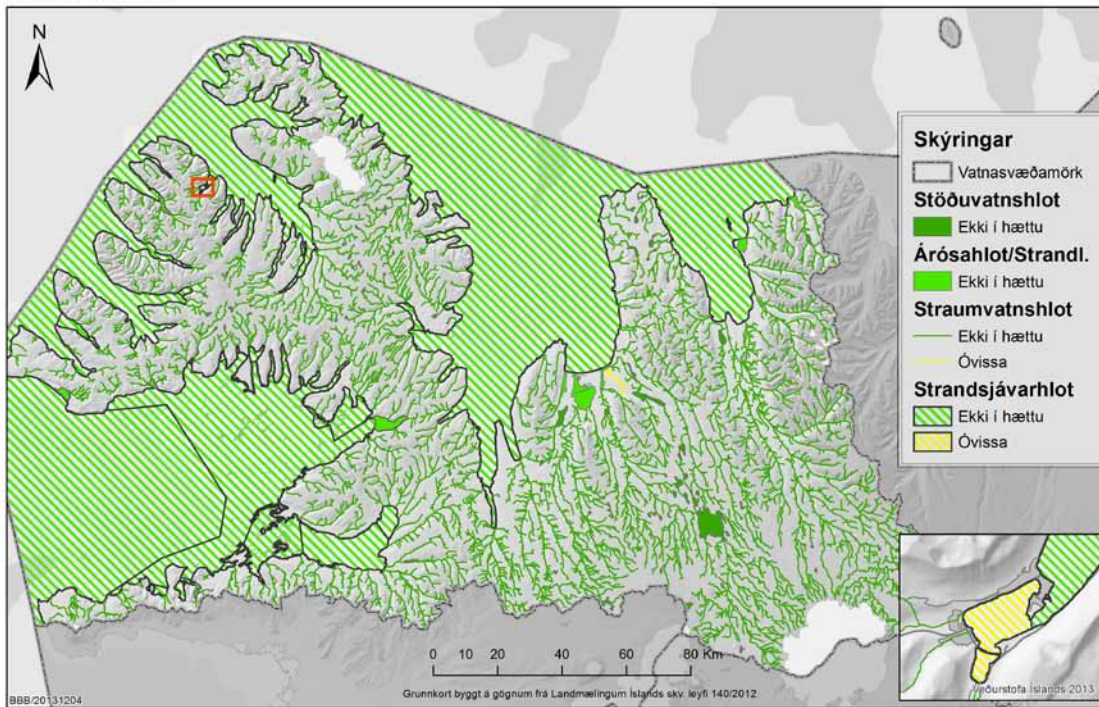 N
Skýringar
Vatnasvæðamörk
Stöðuvatnshlot
Ekki í hættu
Árósahlot/Strandl.
Ekki í hættu
Straumvatnshlot
Ekki í hættu
Óvissa
Strandsjávarhlot
Ekki í hættu
Óvissa
0 10 20 40 60 80 Km
Grunnkort byggt á gögnum frá Landmælingum Íslands skv. leyfi 140/2012
BBB/20131204
Veðurstofa Íslands 2013